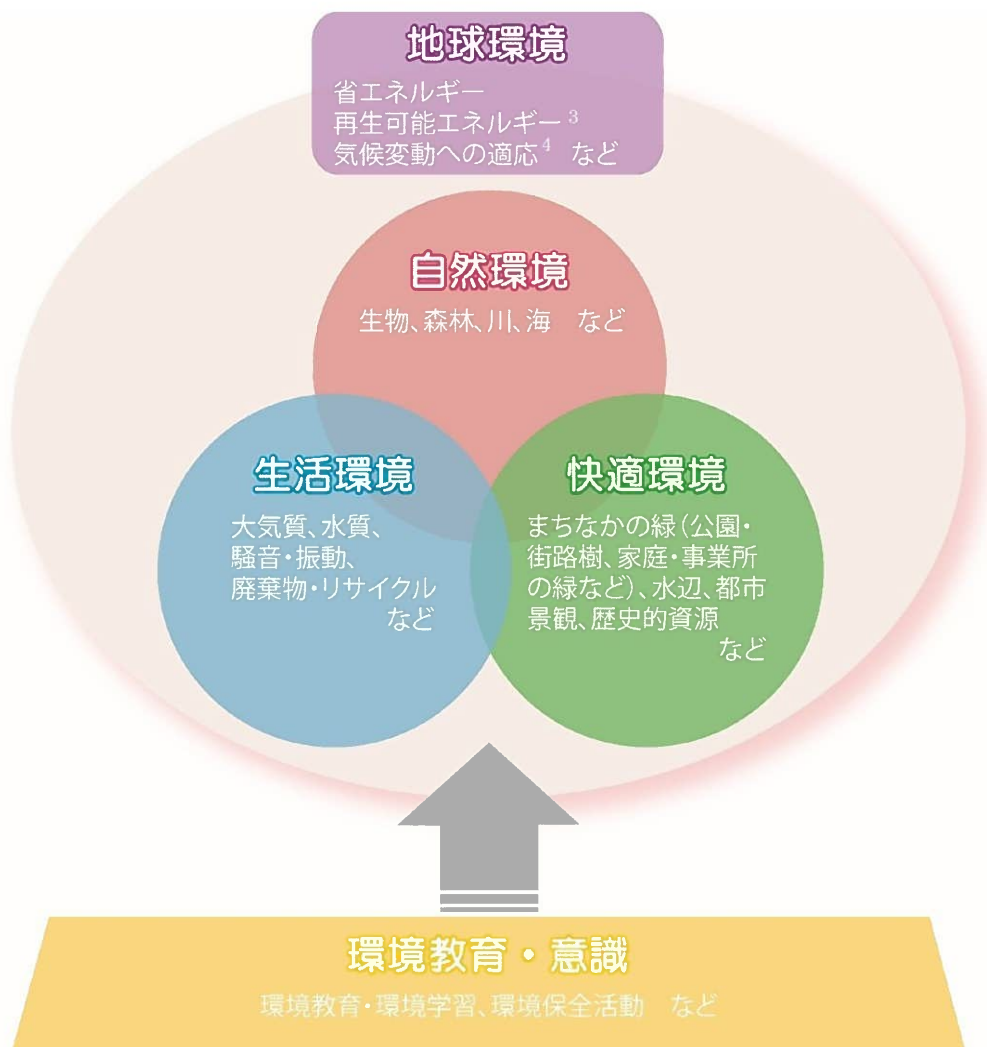 地球環境
省エネルギー
再生可能エネルギー3
気候変動への適応4 など
自然環境
生物、森林、川、海 など
生活環境
大気質、水質、
騒音・振動、
廃棄物・リサイクル
など
快適環境
まちなかの緑(公園・
街路樹、家庭・事業所
の緑など)、水辺、都市
景観、歴史的資源
など
環境教育・意識
環境教育・環境学習、環境保全活動 など